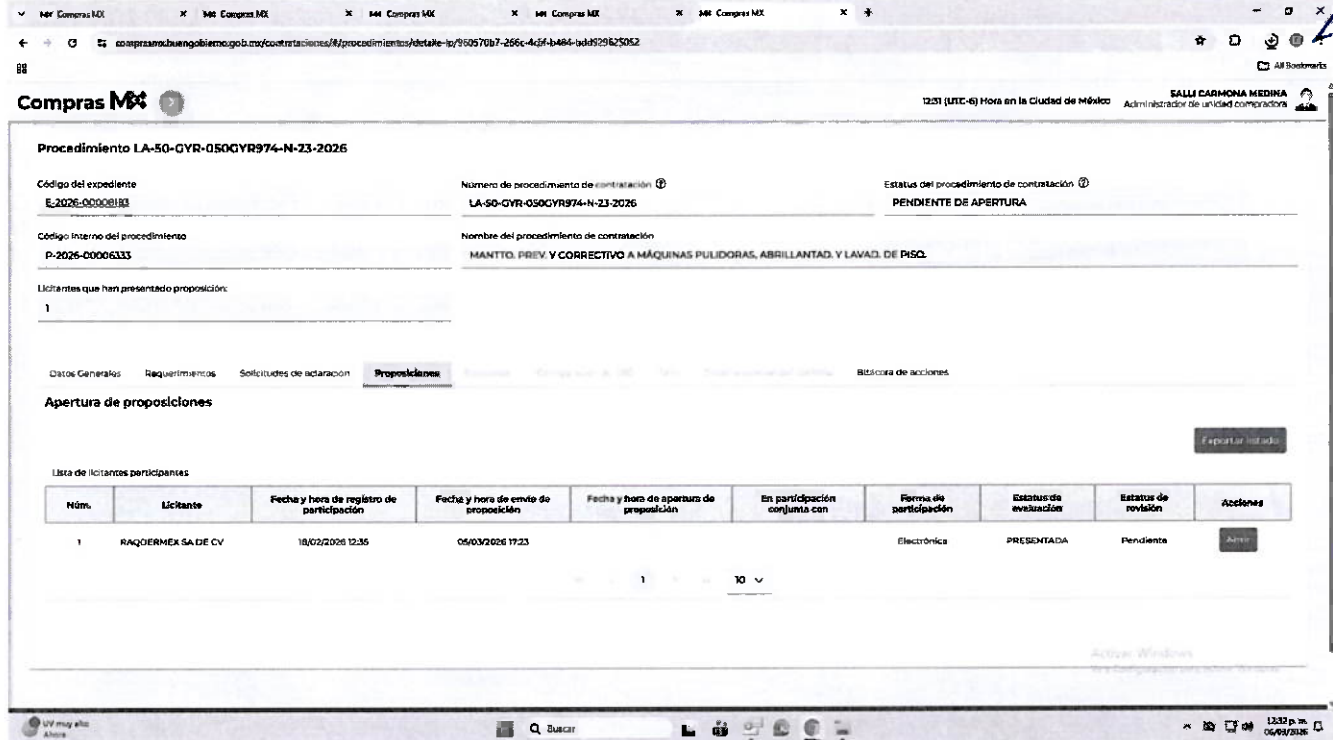 Compras MX Compras MX Compras MX Compras MX Compras MX
comprasmx.buengobierno.gob.mx/contrataciones/#/procedimientos/detalle-lp/
All Bookmarks
Compras MX
12:31 (UTC-6) Hora en la Ciudad de México
SALLI CARMONA MEDINA
Administrador de unidad compradora
Procedimiento LA-50-GYR-050GYR974-N-23-2026
Código del expediente Número de procedimiento de contratación Estatus del procedimiento de contratación
E-2026-00008183 LA-50-GYR-050GYR974-N-23-2026 PENDIENTE DE APERTURA
Código interno del procedimiento Nombre del procedimiento de contratación
P-2026-00006333 MANTTO. PREV. Y CORRECTIVO A MÁQUINAS PULIDORAS, ABRILLANTAD. Y LAVAD. DE PISO.
Licitantes que han presentado proposición:
1
Datos Generales Requerimientos Solicitudes de aclaración Proposiciones Bitácora de acciones
Apertura de proposiciones
Exportar listado
Lista de licitantes participantes
Núm. Licitante Fecha y hora de registro de participación Fecha y hora de envío de proposición Fecha y hora de apertura de proposición En participación conjunta con Forma de participación Estatus de evaluación Estatus de revisión Acciones
1 RAQDERMEX SA DE CV 18/02/2026 12:35 05/03/2026 17:23 Electrónica PRESENTADA Pendiente Abrir
1 10
Activar Windows
UV muy alto
Ahora
Buscar
12:32 p. m.
06/03/2026